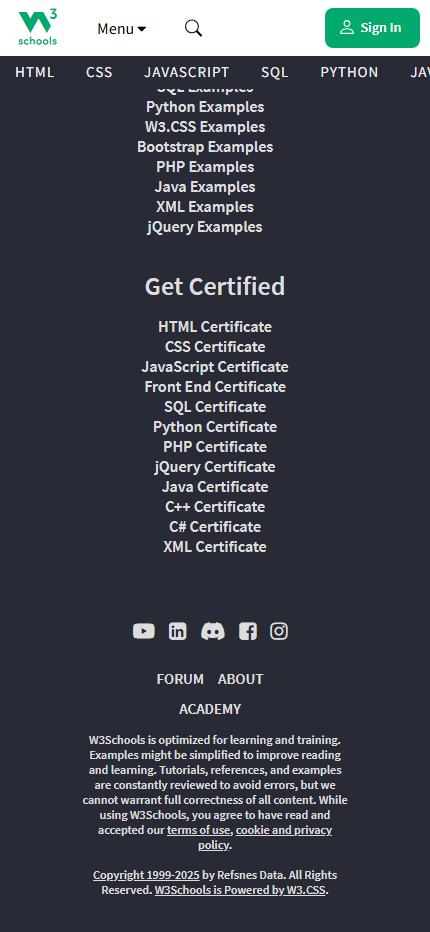 W3
schools
Menu
Sign In
HTML CSS JAVASCRIPT SQL PYTHON
SQL Examples
Python Examples
W3.CSS Examples
Bootstrap Examples
PHP Examples
Java Examples
XML Examples
jQuery Examples
Get Certified
HTML Certificate
CSS Certificate
JavaScript Certificate
Front End Certificate
SQL Certificate
Python Certificate
PHP Certificate
jQuery Certificate
Java Certificate
C++ Certificate
C# Certificate
XML Certificate
in
FORUM ABOUT
ACADEMY
W3Schools is optimized for learning and training.
Examples might be simplified to improve reading
and learning. Tutorials, references, and examples
are constantly reviewed to avoid errors, but we
cannot warrant full correctness of all content. While
using W3Schools, you agree to have read and
accepted our terms of use, cookie and privacy
policy.
Copyright 1999-2025 by Refsnes Data. All Rights
Reserved. W3Schools is Powered by W3.CSS.